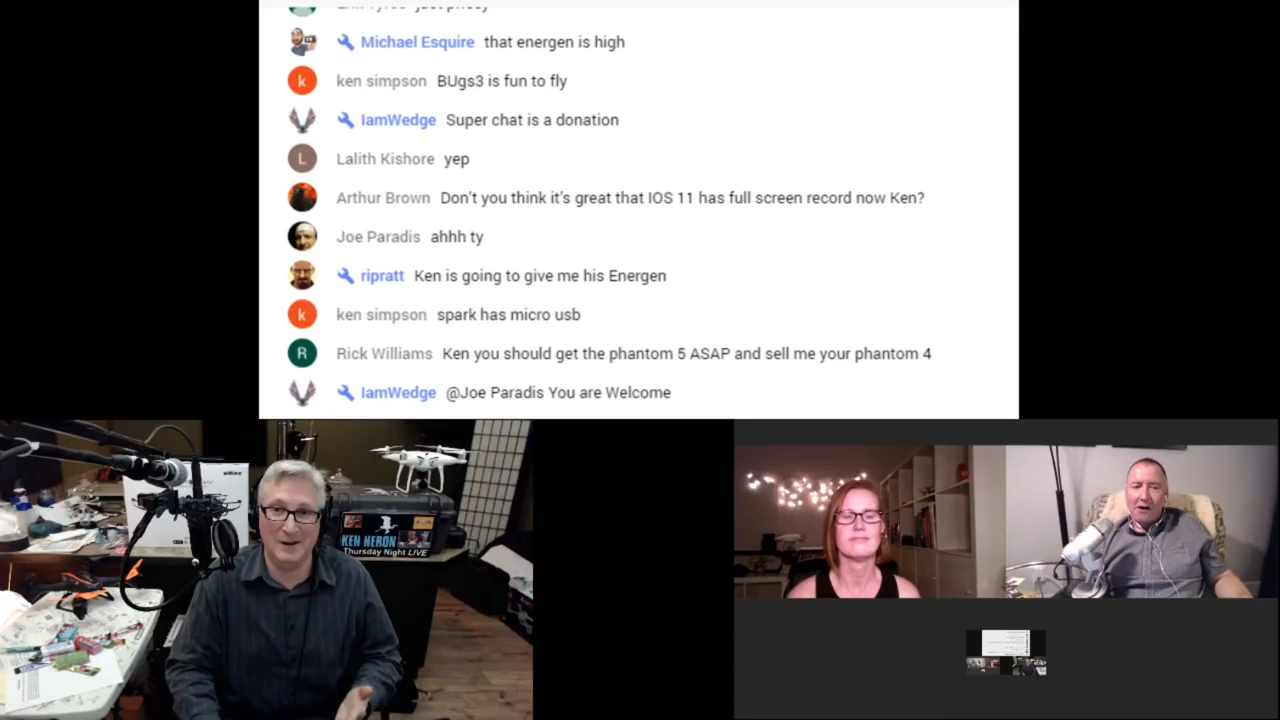 just pricey
Michael Esquire that energen is high
k ken simpson BUgs3 is fun to fly
IamWedge Super chat is a donation
L Lalith Kishore yep
Arthur Brown Don't you think it's great that IOS 11 has full screen record now Ken?
Joe Paradis ahhh ty
ripratt Ken is going to give me his Energen
k ken simpson spark has micro usb
R Rick Williams Ken you should get the phantom 5 ASAP and sell me your phantom 4
IamWedge @Joe Paradis You are Welcome
KEN HERON
Thursday Night LIVE